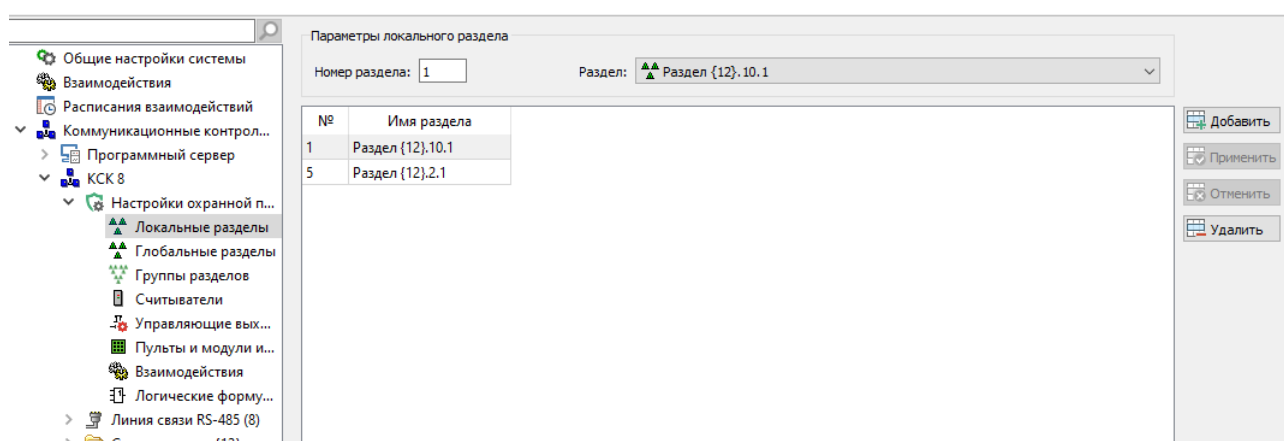 Общие настройки системы
Взаимодействия
Расписания взаимодействий
Коммуникационные контрол...
Программный сервер
КСК 8
Настройки охранной п...
Локальные разделы
Глобальные разделы
Группы разделов
Считыватели
Управляющие вых...
Пульты и модули и...
Взаимодействия
Логические форму...
Линия связи RS-485 (8)
Параметры локального раздела
Номер раздела: 1 Раздел: Раздел {12}.10.1
№ Имя раздела
1 Раздел {12}.10.1
5 Раздел {12}.2.1
Добавить
Применить
Отменить
Удалить